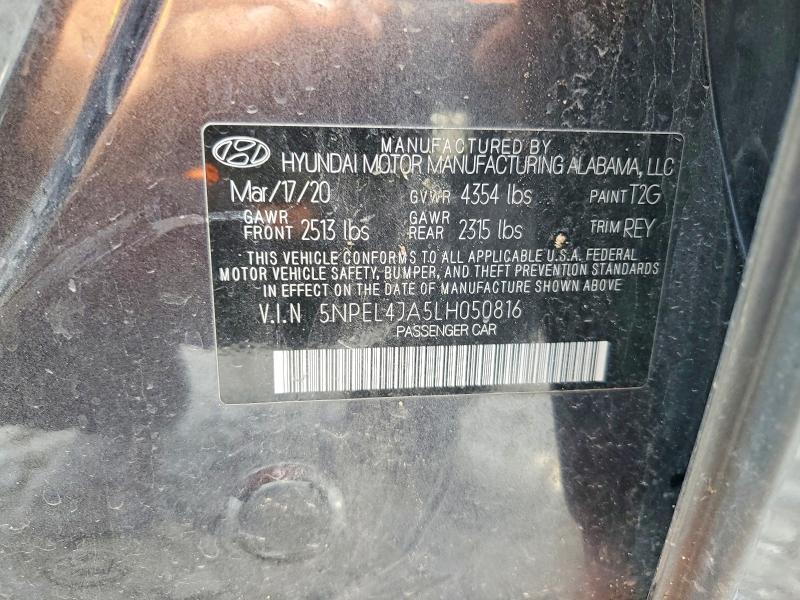 MANUFACTURED BY
HYUNDAI MOTOR MANUFACTURING ALABAMA, LLC
Mar/17/20 GVWR 4354 lbs PAINT T2G
GAWR FRONT 2513 lbs GAWR REAR 2315 lbs TRIM REY
THIS VEHICLE CONFORMS TO ALL APPLICABLE U.S.A. FEDERAL
MOTOR VEHICLE SAFETY, BUMPER, AND THEFT PREVENTION STANDARDS
IN EFFECT ON THE DATE OF MANUFACTURE SHOWN ABOVE
V.I.N 5NPEL4JA5LH050816
PASSENGER CAR